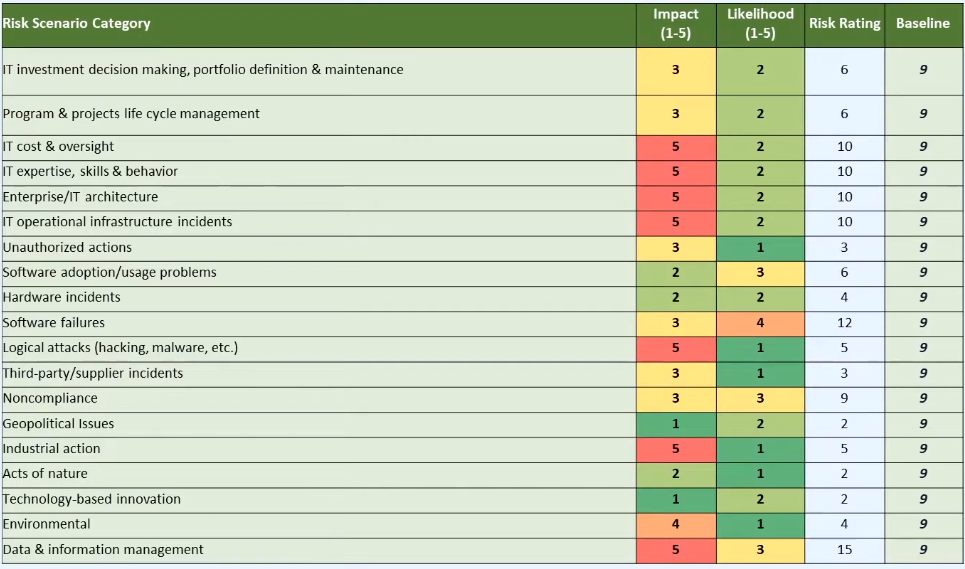 Risk Scenario Category Impact (1-5) Likelihood (1-5) Risk Rating Baseline
IT investment decision making, portfolio definition & maintenance 3 2 6 9
Program & projects life cycle management 3 2 6 9
IT cost & oversight 5 2 10 9
IT expertise, skills & behavior 5 2 10 9
Enterprise/IT architecture 5 2 10 9
IT operational infrastructure incidents 5 2 10 9
Unauthorized actions 3 1 3 9
Software adoption/usage problems 2 3 6 9
Hardware incidents 2 2 4 9
Software failures 3 4 12 9
Logical attacks (hacking, malware, etc.) 5 1 5 9
Third-party/supplier incidents 3 1 3 9
Noncompliance 3 3 9 9
Geopolitical Issues 1 2 2 9
Industrial action 5 1 5 9
Acts of nature 2 1 2 9
Technology-based innovation 1 2 2 9
Environmental 4 1 4 9
Data & information management 5 3 15 9